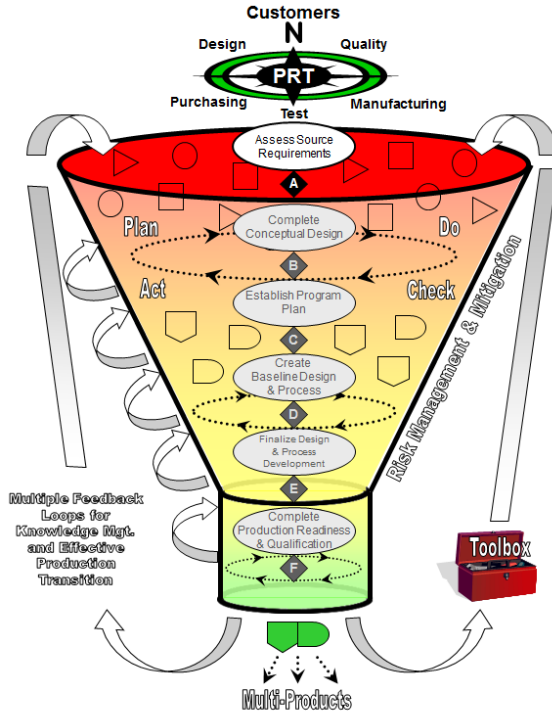 Customers
N
Design
Quality
PRT
Purchasing
Manufacturing
Test
Assess Source
Requirements
A
Complete
Conceptual Design
Plan
Do
B
Act
Check
Establish Program
Plan
C
Create
Baseline Design
& Process
D
Finalize Design
& Process
Development
E
Complete
Production Readiness
& Qualification
F
Risk Management & Mitigation
Multiple Feedback
Loops for
Knowledge Mgt.
and Effective
Production
Transition
Toolbox
Multi-Products